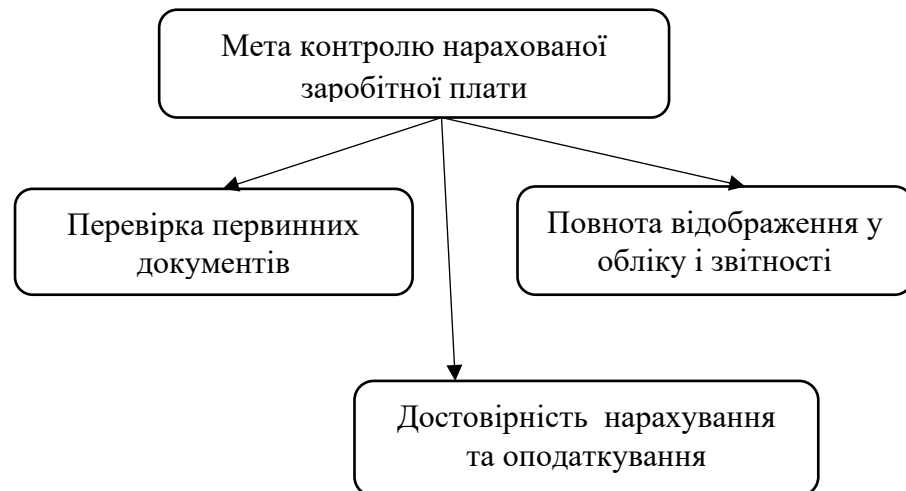 Мета контролю нарахованої
заробітної плати
Перевірка первинних
документів
Повнота відображення у
обліку і звітності
Достовірність нарахування
та оподаткування